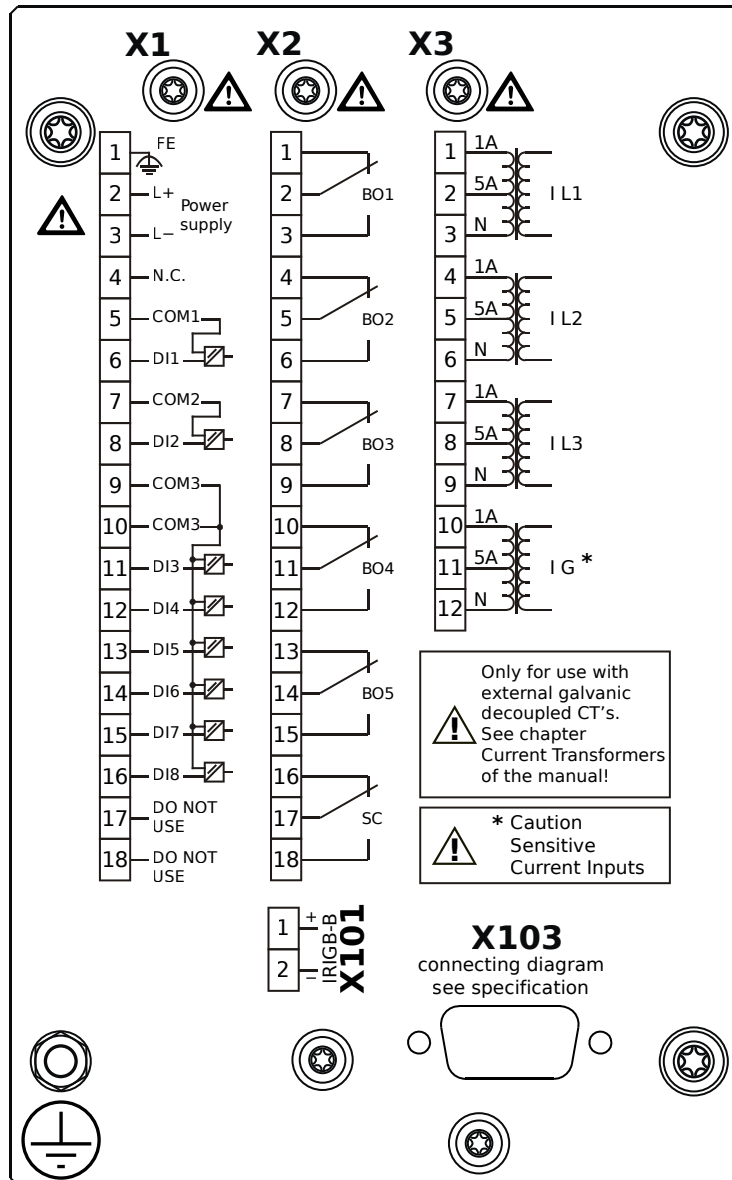 X1 X2 X3
1 FE
2 L+
Power
supply
3 L−
4 N.C.
5 COM1
6 DI1
7 COM2
8 DI2
9 COM3
10 COM3
11 DI3
12 DI4
13 DI5
14 DI6
15 DI7
16 DI8
17 DO NOT
USE
18 DO NOT
USE
1
2 BO1
3
4
5 BO2
6
7
8 BO3
9
10
11 BO4
12
13
14 BO5
15
16
17 SC
18
1 1A
2 5A I L1
3 N
4 1A
5 5A I L2
6 N
7 1A
8 5A I L3
9 N
10 1A
11 5A I G *
12 N
Only for use with
external galvanic
decoupled CT's.
See chapter
Current Transformers
of the manual!
* Caution
Sensitive
Current Inputs
1 +
2 −
IRIGB-B
X101
X103
connecting diagram
see specification